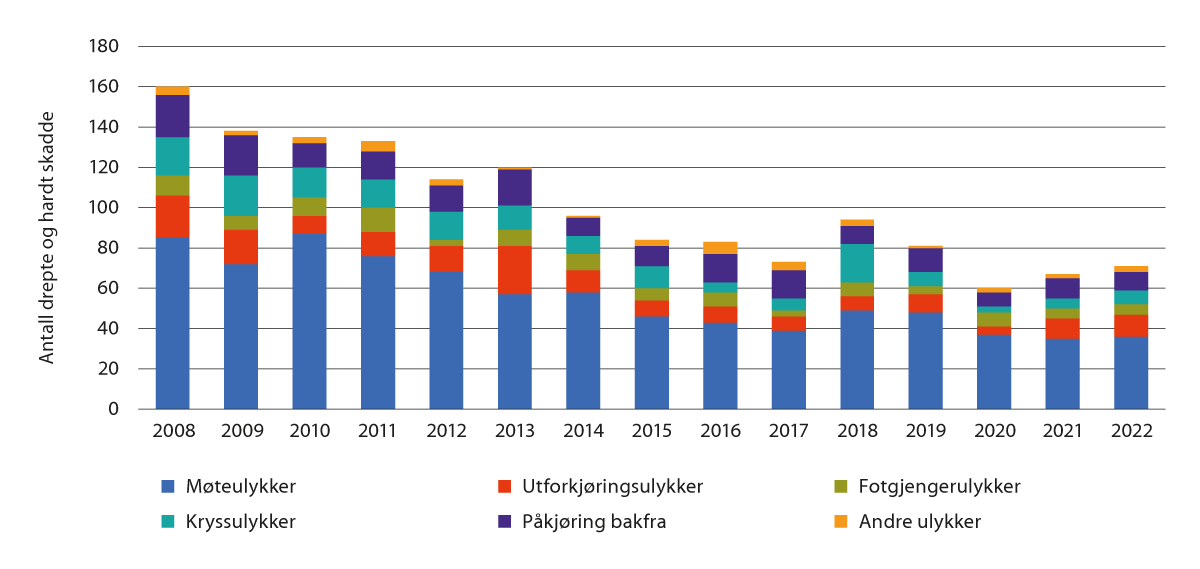 Antall drepte og hardt skadde
180
160
140
120
100
80
60
40
20
0
2008 2009 2010 2011 2012 2013 2014 2015 2016 2017 2018 2019 2020 2021 2022
Møteulykker Utforkjøringsulykker Fotgjengerulykker
Kryssulykker Påkjøring bakfra Andre ulykker